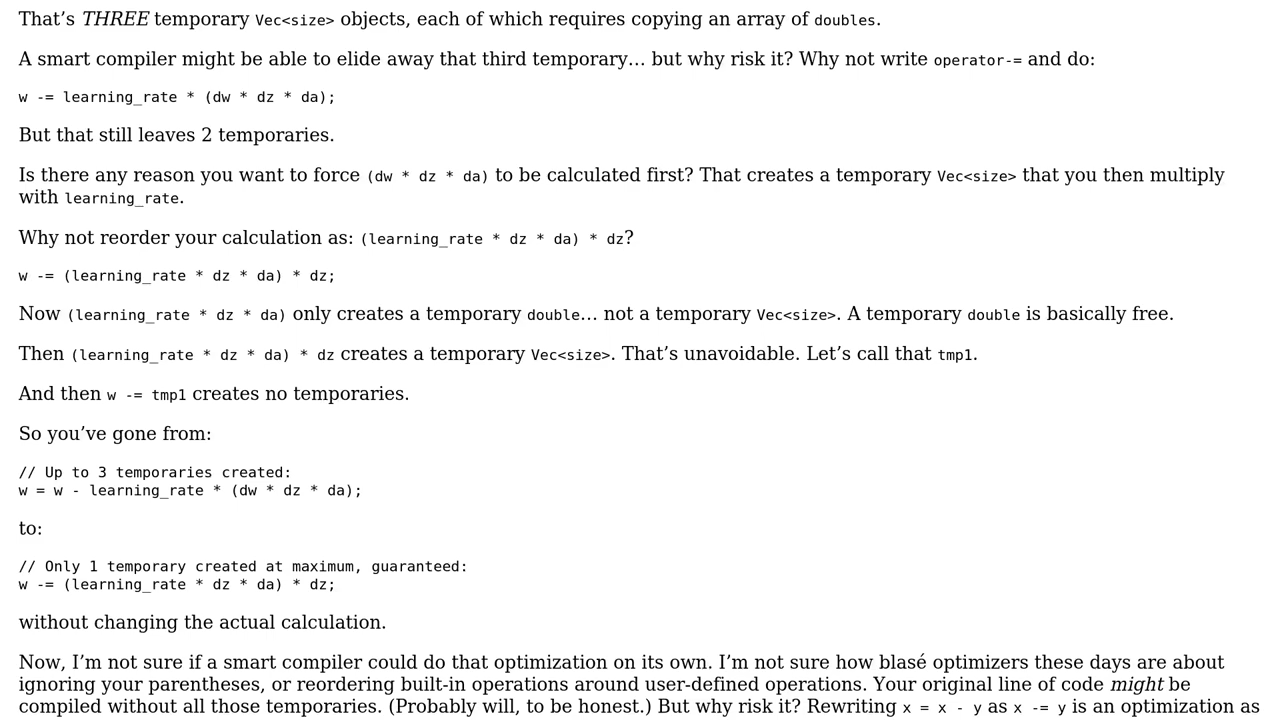 That’s THREE temporary Vec<size> objects, each of which requires copying an array of doubles.
A smart compiler might be able to elide away that third temporary… but why risk it? Why not write operator-= and do:
w -= learning_rate * (dw * dz * da);
But that still leaves 2 temporaries.
Is there any reason you want to force (dw * dz * da) to be calculated first? That creates a temporary Vec<size> that you then multiply
with learning_rate.
Why not reorder your calculation as: (learning_rate * dz * da) * dz?
w -= (learning_rate * dz * da) * dz;
Now (learning_rate * dz * da) only creates a temporary double… not a temporary Vec<size>. A temporary double is basically free.
Then (learning_rate * dz * da) * dz creates a temporary Vec<size>. That’s unavoidable. Let’s call that tmp1.
And then w -= tmp1 creates no temporaries.
So you’ve gone from:
// Up to 3 temporaries created:
w = w - learning_rate * (dw * dz * da);
to:
// Only 1 temporary created at maximum, guaranteed:
w -= (learning_rate * dz * da) * dz;
without changing the actual calculation.
Now, I’m not sure if a smart compiler could do that optimization on its own. I’m not sure how blasé optimizers these days are about
ignoring your parentheses, or reordering built-in operations around user-defined operations. Your original line of code might be
compiled without all those temporaries. (Probably will, to be honest.) But why risk it? Rewriting x = x - y as x -= y is an optimization as